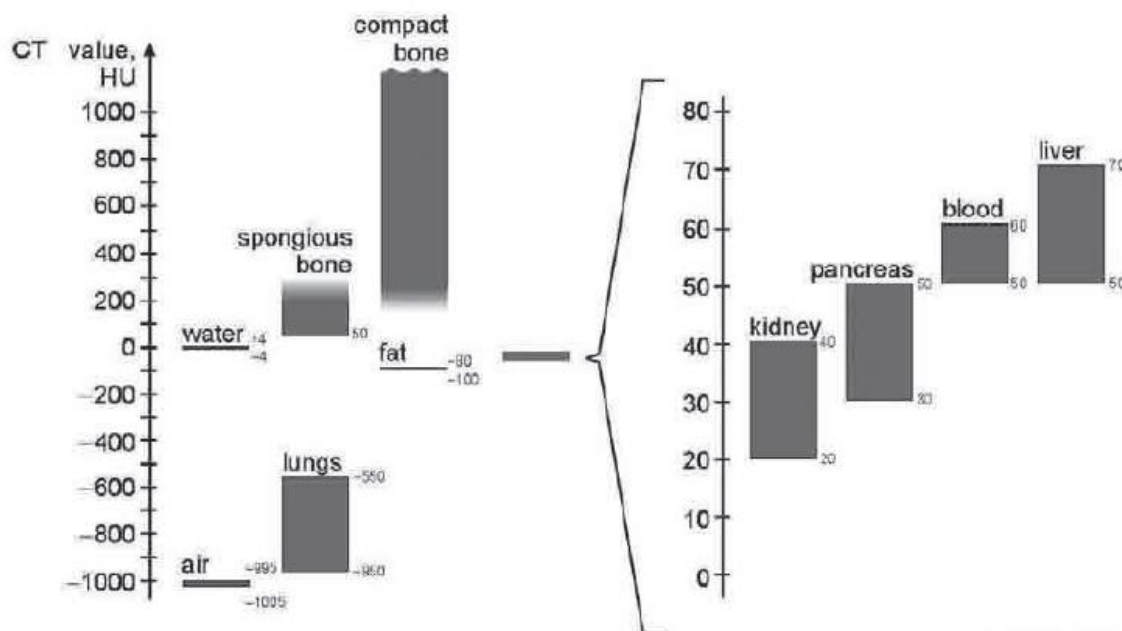 CT value,
HU
1000
800
600
400
200
0
−200
−400
−600
−800
−1000
compact
bone
spongious
bone
50
water
+4
−4
fat
−80
−100
lungs
−550
−950
air
−995
−1005
80
70
60
50
40
30
20
10
0
kidney
40
20
pancreas
50
30
blood
60
50
liver
70
50